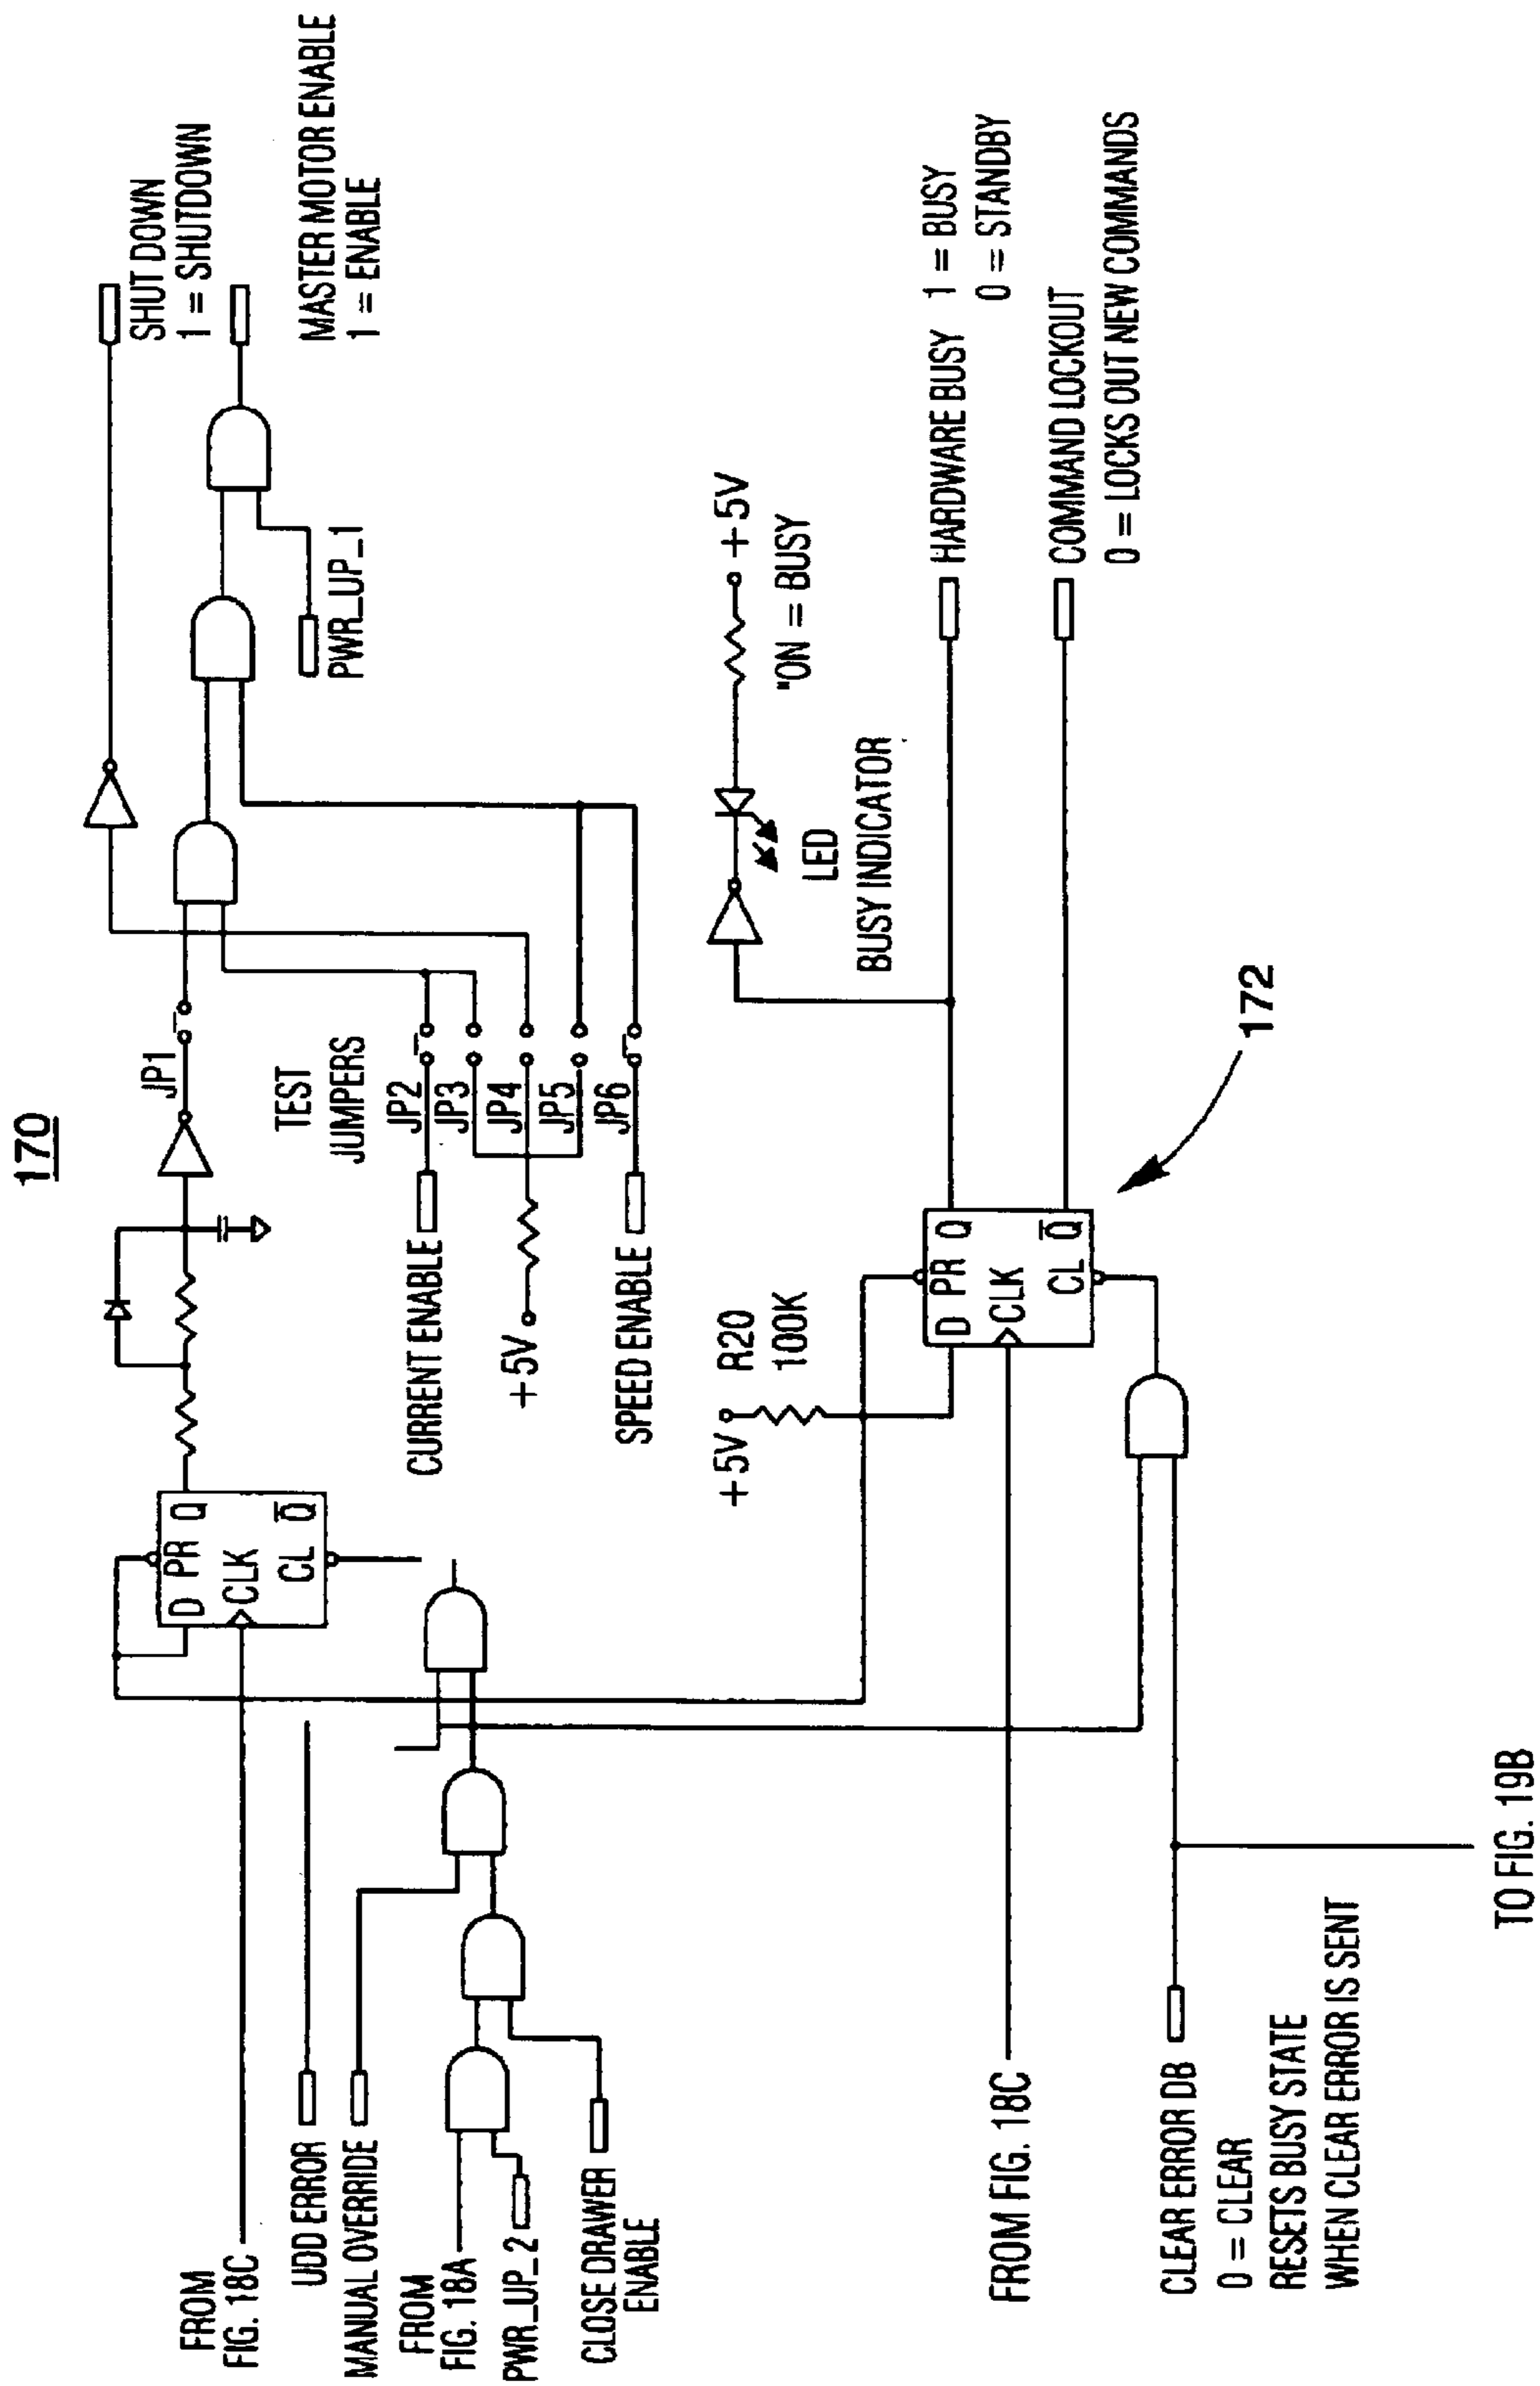 170
SHUT DOWN
1 = SHUTDOWN
MASTER MOTOR ENABLE
1 = ENABLE
PWR_UP_1
JP1
TEST
JUMPERS
JP2
JP3
JP4
JP5
JP6
CURRENT ENABLE
+5V
SPEED ENABLE
D PR Q
CLK
CL Q
FROM
FIG. 18C
UDD ERROR
MANUAL OVERRIDE
FROM
FIG. 18A
PWR_UP_2
CLOSE DRAWER
ENABLE
+5V
"ON = BUSY
LED
BUSY INDICATOR
HARDWARE BUSY 1 = BUSY
0 = STANDBY
COMMAND LOCKOUT
0 = LOCKS OUT NEW COMMANDS
172
+5V
R20
100K
D PR Q
CLK
CL Q
FROM FIG. 18C
CLEAR ERROR DB
0 = CLEAR
RESETS BUSY STATE
WHEN CLEAR ERROR IS SENT
TO FIG. 19B